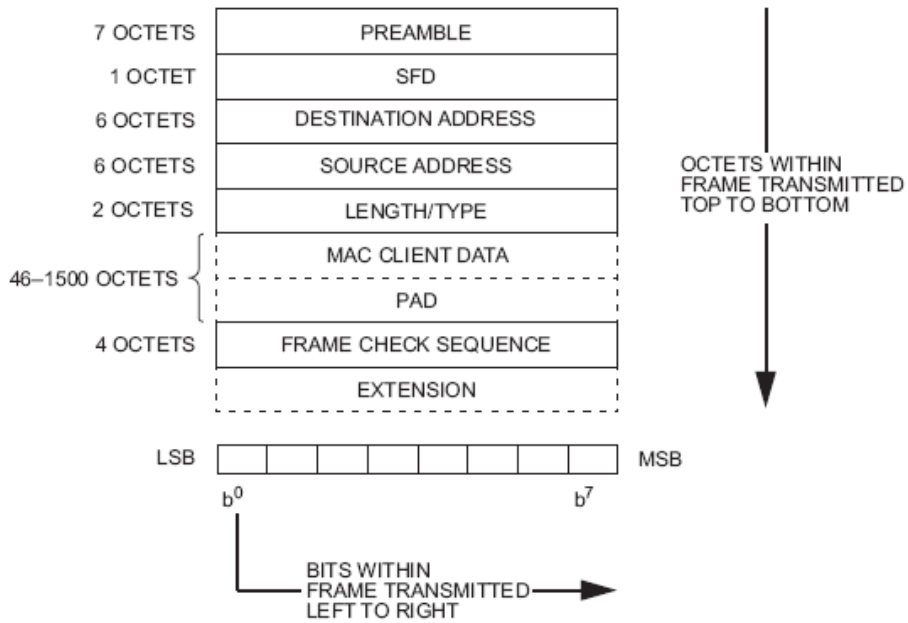 7 OCTETS PREAMBLE
1 OCTET SFD
6 OCTETS DESTINATION ADDRESS
6 OCTETS SOURCE ADDRESS
2 OCTETS LENGTH/TYPE
MAC CLIENT DATA
46–1500 OCTETS
PAD
4 OCTETS FRAME CHECK SEQUENCE
EXTENSION
OCTETS WITHIN
FRAME TRANSMITTED
TOP TO BOTTOM
LSB MSB
b⁰ b⁷
BITS WITHIN
FRAME TRANSMITTED
LEFT TO RIGHT